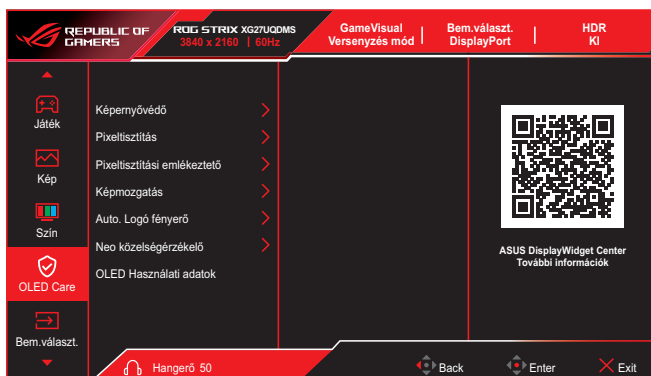 REPUBLIC OF
GAMERS
ROG STRIX XG27UQDMS
3840 x 2160 | 60Hz
GameVisual
Versenyzés mód
Bem.választ.
DisplayPort
HDR
KI
Játék
Kép
Szín
OLED Care
Bem.választ.
Képernyővédő
Pixeltisztítás
Pixeltisztítási emlékeztető
Képmozgatás
Auto. Logó fényerő
Neo közelségérzékelő
OLED Használati adatok
ASUS DisplayWidget Center
További információk
Hangerő 50
Back
Enter
Exit